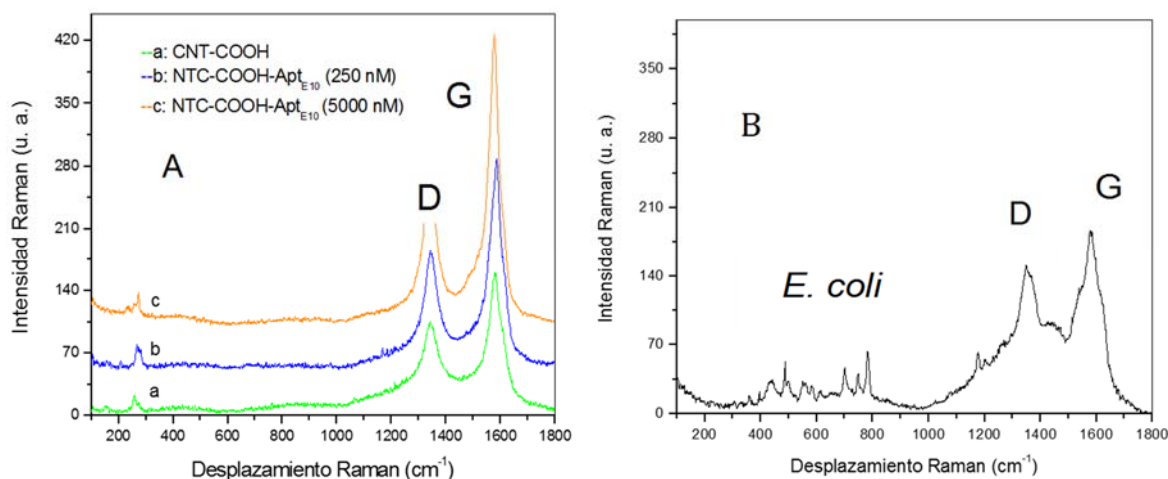 420
350
280
210
140
70
0
Intensidad Raman (u. a.)
a: CNT-COOH
b: NTC-COOH-Apt_E10 (250 nM)
c: NTC-COOH-Apt_E10 (5000 nM)
A
G
D
c
b
a
200 400 600 800 1000 1200 1400 1600 1800
Desplazamiento Raman (cm⁻¹)
350
280
210
140
70
0
Intensidad Raman (u. a.)
B
D
G
E. coli
200 400 600 800 1000 1200 1400 1600 1800
Desplazamiento Raman (cm⁻¹)